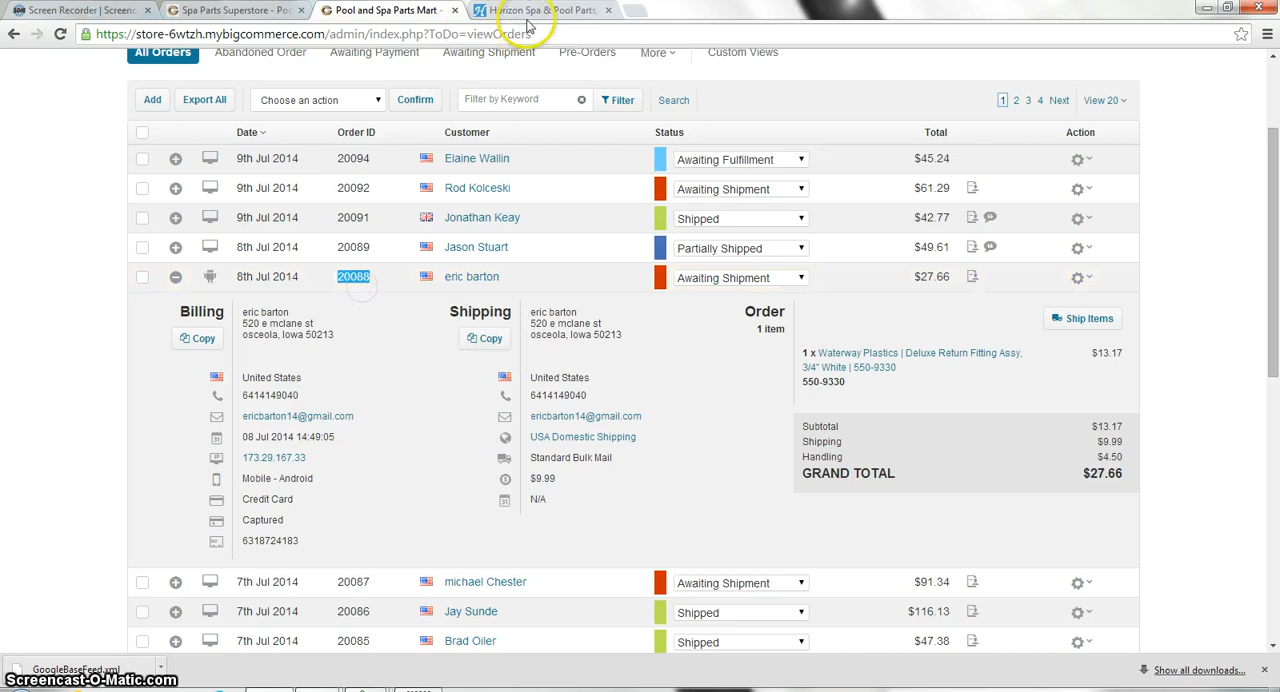 Screen Recorder | Screenc
Spa Parts Superstore - Poo
Pool and Spa Parts Mart -
Horizon Spa & Pool Parts,
https://store-6wtzh.mybigcommerce.com/admin/index.php?ToDo=viewOrders
All Orders Abandoned Order Awaiting Payment Awaiting Shipment Pre-Orders More Custom Views
Add Export All Choose an action Confirm Filter by Keyword Filter Search 1 2 3 4 Next View 20
Date Order ID Customer Status Total Action
9th Jul 2014 20094 Elaine Wallin Awaiting Fulfillment $45.24
9th Jul 2014 20092 Rod Kolceski Awaiting Shipment $61.29
9th Jul 2014 20091 Jonathan Keay Shipped $42.77
8th Jul 2014 20089 Jason Stuart Partially Shipped $49.61
8th Jul 2014 20088 eric barton Awaiting Shipment $27.66
Billing
Copy
eric barton
520 e mclane st
osceola, Iowa 50213
United States
6414149040
ericbarton14@gmail.com
08 Jul 2014 14:49:05
173.29.167.33
Mobile - Android
Credit Card
Captured
6318724183
Shipping
Copy
eric barton
520 e mclane st
osceola, Iowa 50213
United States
6414149040
ericbarton14@gmail.com
USA Domestic Shipping
Standard Bulk Mail
$9.99
N/A
Order
1 item
Ship Items
1 x Waterway Plastics | Deluxe Return Fitting Assy, $13.17
3/4" White | 550-9330
550-9330
Subtotal $13.17
Shipping $9.99
Handling $4.50
GRAND TOTAL $27.66
7th Jul 2014 20087 michael Chester Awaiting Shipment $91.34
7th Jul 2014 20086 Jay Sunde Shipped $116.13
7th Jul 2014 20085 Brad Oiler Shipped $47.38
GoogleBaseFeed.xml
Show all downloads...
Screencast-O-Matic.com